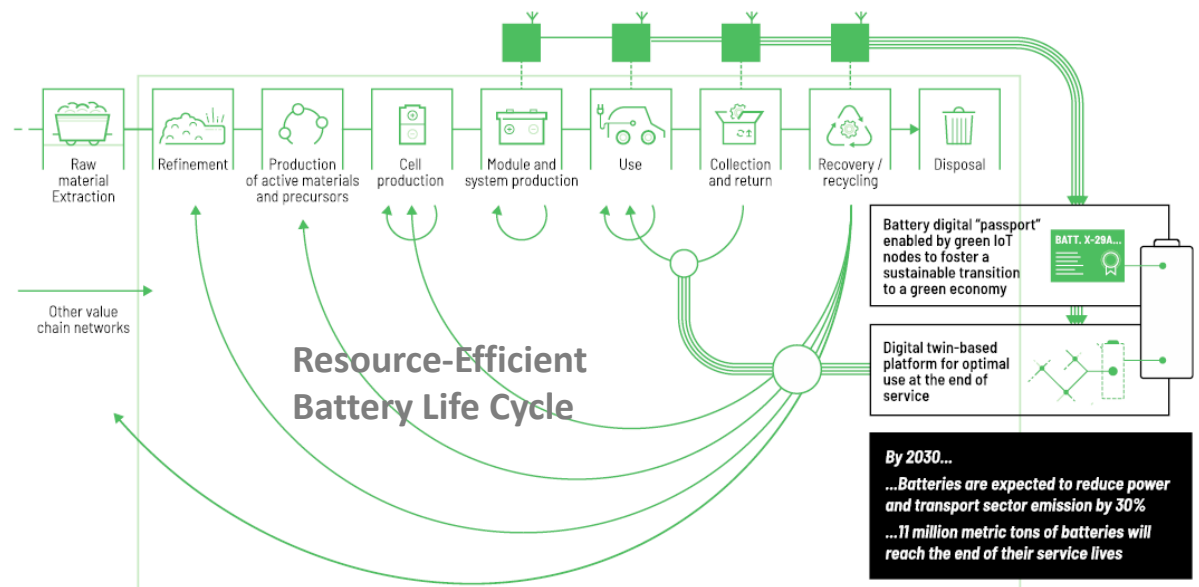 Raw
material
Extraction
Refinement
Production
of active materials
and precursors
Cell
production
Module and
system production
Use
Collection
and return
Recovery /
recycling
Disposal
Other value
chain networks
Resource-Efficient
Battery Life Cycle
Battery digital “passport”
enabled by green IoT
nodes to foster a
sustainable transition
to a green economy
BATT. X-29A...
Digital twin-based
platform for optimal
use at the end of
service
By 2030...
...Batteries are expected to reduce power
and transport sector emission by 30%
...11 million metric tons of batteries will
reach the end of their service lives